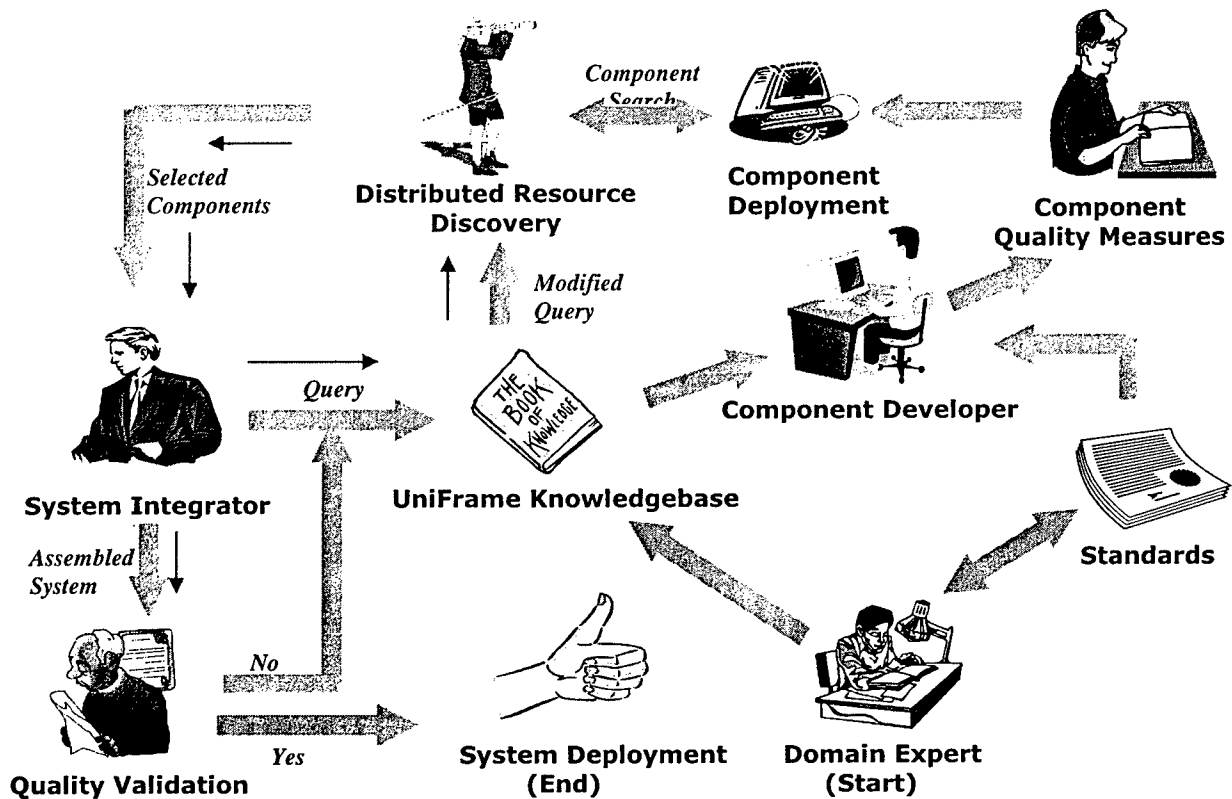 Component
Search
Distributed Resource
Discovery
Component
Deployment
Component
Quality Measures
Selected
Components
Modified
Query
Query
THE
BOOK
OF
KNOWLEDGE
Component Developer
System Integrator
UniFrame Knowledgebase
Standards
Assembled
System
No
Yes
Quality Validation
System Deployment
(End)
Domain Expert
(Start)